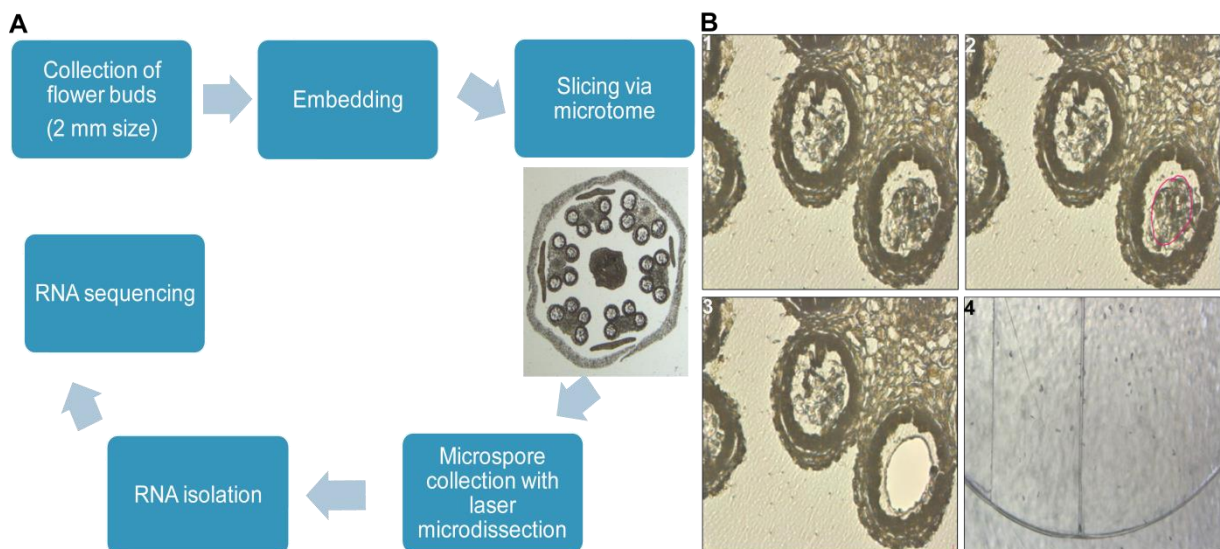 A
Collection of
flower buds
(2 mm size)
Embedding
Slicing via
microtome
Microspore
collection with
laser
microdissection
RNA isolation
RNA sequencing
B
1
2
3
4